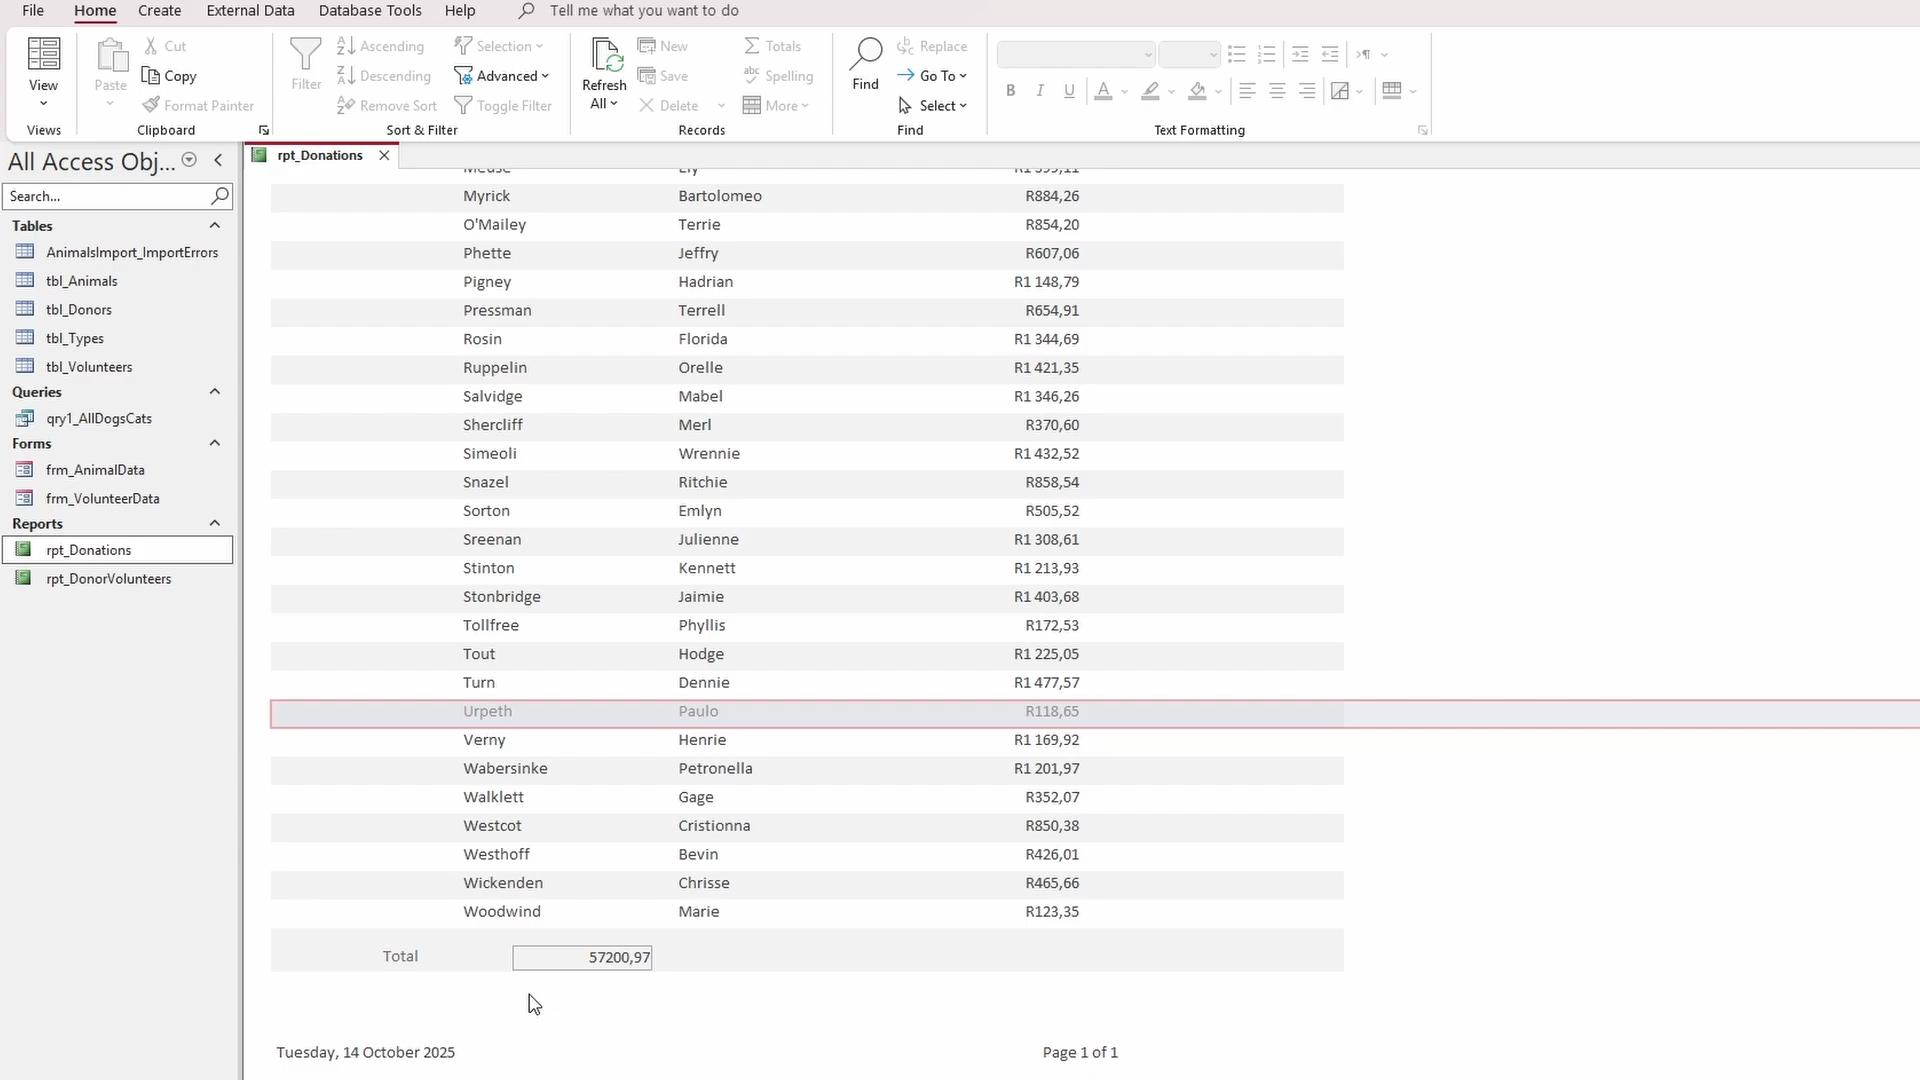 File Home Create External Data Database Tools Help Tell me what you want to do
View
Views
Paste
Cut
Copy
Format Painter
Clipboard
Filter
Ascending
Descending
Remove Sort
Selection
Advanced
Toggle Filter
Sort & Filter
Refresh
All
New
Save
Delete
Totals
Spelling
More
Records
Find
Replace
Go To
Select
Find
B I U A
Text Formatting
All Access Obj...
Search...
Tables
AnimalsImport_ImportErrors
tbl_Animals
tbl_Donors
tbl_Types
tbl_Volunteers
Queries
qry1_AllDogsCats
Forms
frm_AnimalData
frm_VolunteerData
Reports
rpt_Donations
rpt_DonorVolunteers
rpt_Donations
Myrick Bartolomeo R884,26
O'Mailey Terrie R854,20
Phette Jeffry R607,06
Pigney Hadrian R1 148,79
Pressman Terrell R654,91
Rosin Florida R1 344,69
Ruppelin Orelle R1 421,35
Salvidge Mabel R1 346,26
Shercliff Merl R370,60
Simeoli Wrennie R1 432,52
Snazel Ritchie R858,54
Sorton Emlyn R505,52
Sreenan Julienne R1 308,61
Stinton Kennett R1 213,93
Stonbridge Jaimie R1 403,68
Tollfree Phyllis R172,53
Tout Hodge R1 225,05
Turn Dennie R1 477,57
Urpeth Paulo R118,65
Verny Henrie R1 169,92
Wabersinke Petronella R1 201,97
Walklett Gage R352,07
Westcot Cristionna R850,38
Westhoff Bevin R426,01
Wickenden Chrisse R465,66
Woodwind Marie R123,35
Total 57200,97
Tuesday, 14 October 2025 Page 1 of 1